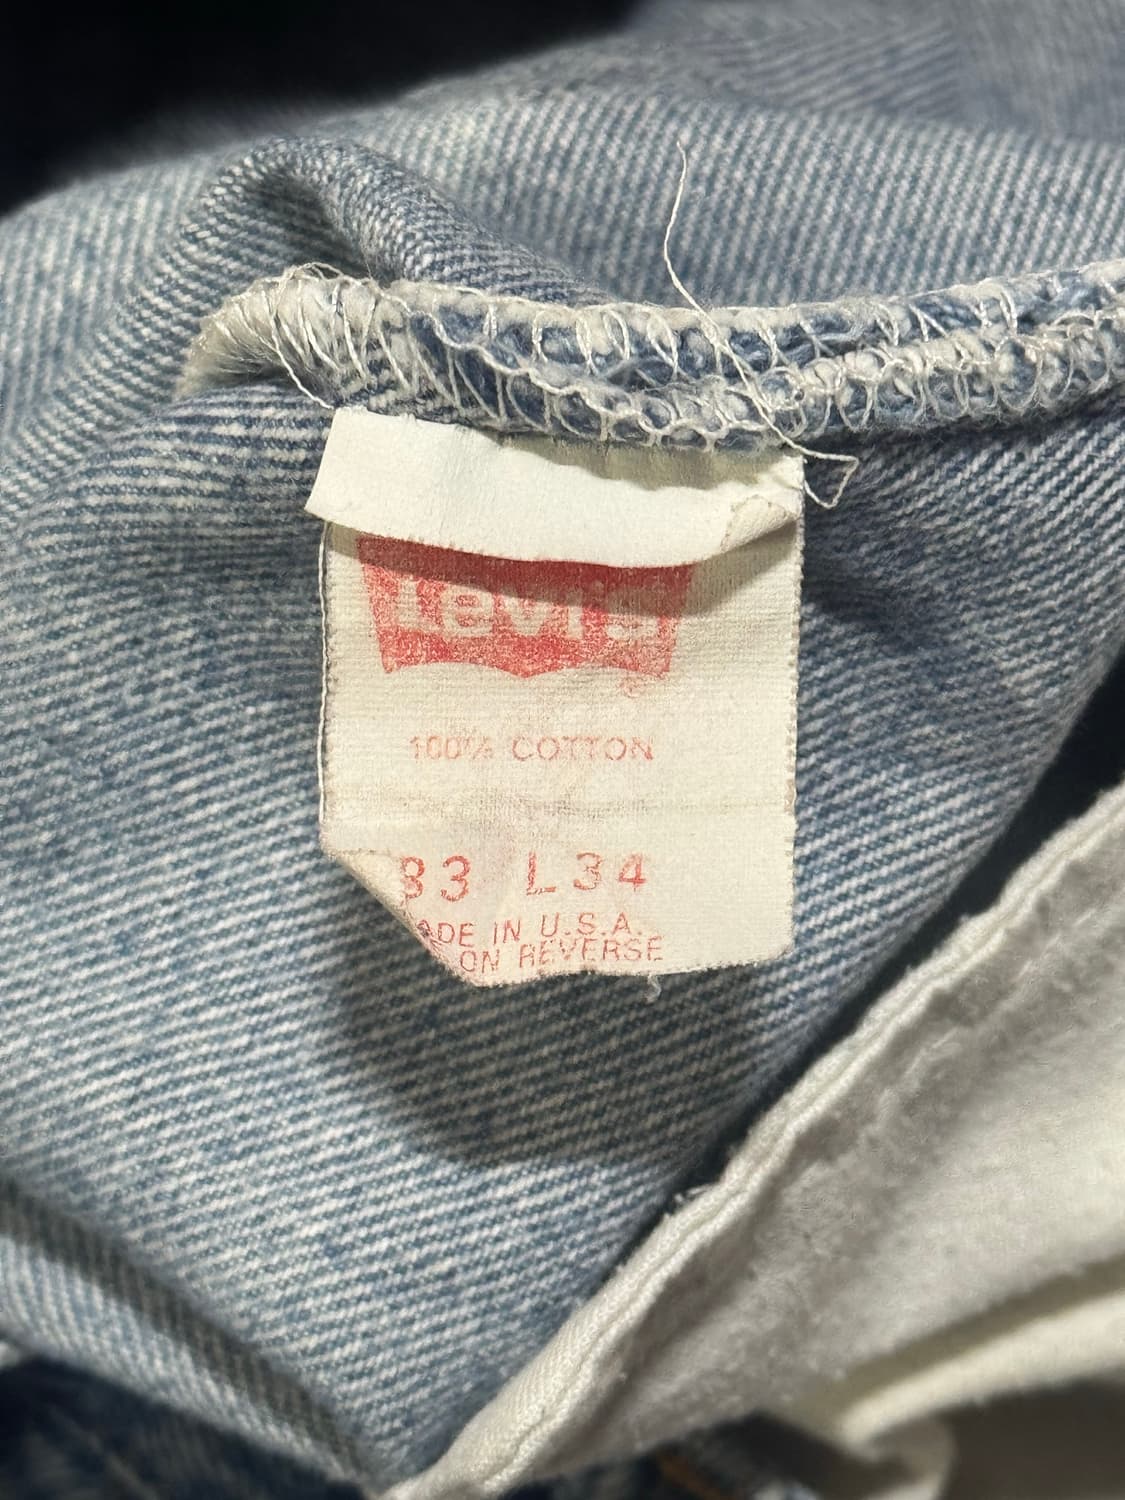 Levi's
®
100% COTTON
33 L34
ADE IN U.S.A.
ON REVERSE